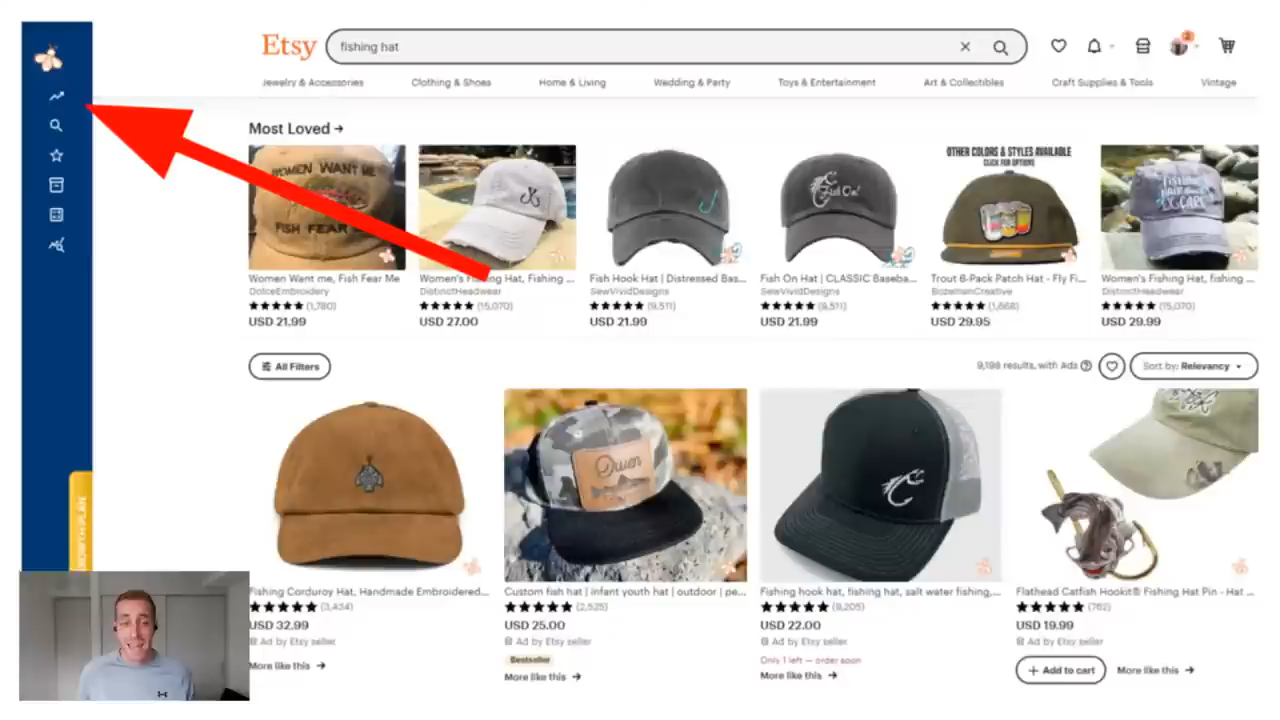 Etsy
fishing hat
2
Jewelry & Accessories
Clothing & Shoes
Home & Living
Wedding & Party
Toys & Entertainment
Art & Collectibles
Craft Supplies & Tools
Vintage
Most Loved →
WOMEN WANT ME
FISH FEAR
Fish On!
OTHER COLORS & STYLES AVAILABLE
CLICK FOR OPTIONS
Women Want me, Fish Fear Me
DolceEmbroidery
(1,780)
USD 21.99
Women's Fishing Hat, Fishing ...
DistinctHeadwear
(15,070)
USD 27.00
Fish Hook Hat | Distressed Bas...
SewVividDesigns
(9,511)
USD 21.99
Fish On Hat | CLASSIC Baseba...
SewVividDesigns
(9,511)
USD 21.99
Trout 6-Pack Patch Hat - Fly Fi...
BozemanCreative
(1,668)
USD 29.95
Women's Fishing Hat, fishing ...
DistinctHeadwear
(15,070)
USD 29.99
All Filters
9,198 results, with Ads
Sort by: Relevancy
Owen
Fishing Corduroy Hat, Handmade Embroidered...
(3,434)
USD 32.99
Ad by Etsy seller
More like this →
Custom fish hat | infant youth hat | outdoor | pe...
(2,525)
USD 25.00
Ad by Etsy seller
Bestseller
More like this →
Fishing hook hat, fishing hat, salt water fishing,...
(9,205)
USD 22.00
Ad by Etsy seller
Only 1 left — order soon
More like this →
Flathead Catfish Hookit® Fishing Hat Pin - Hat ...
(762)
USD 19.99
Ad by Etsy seller
+ Add to cart
More like this →